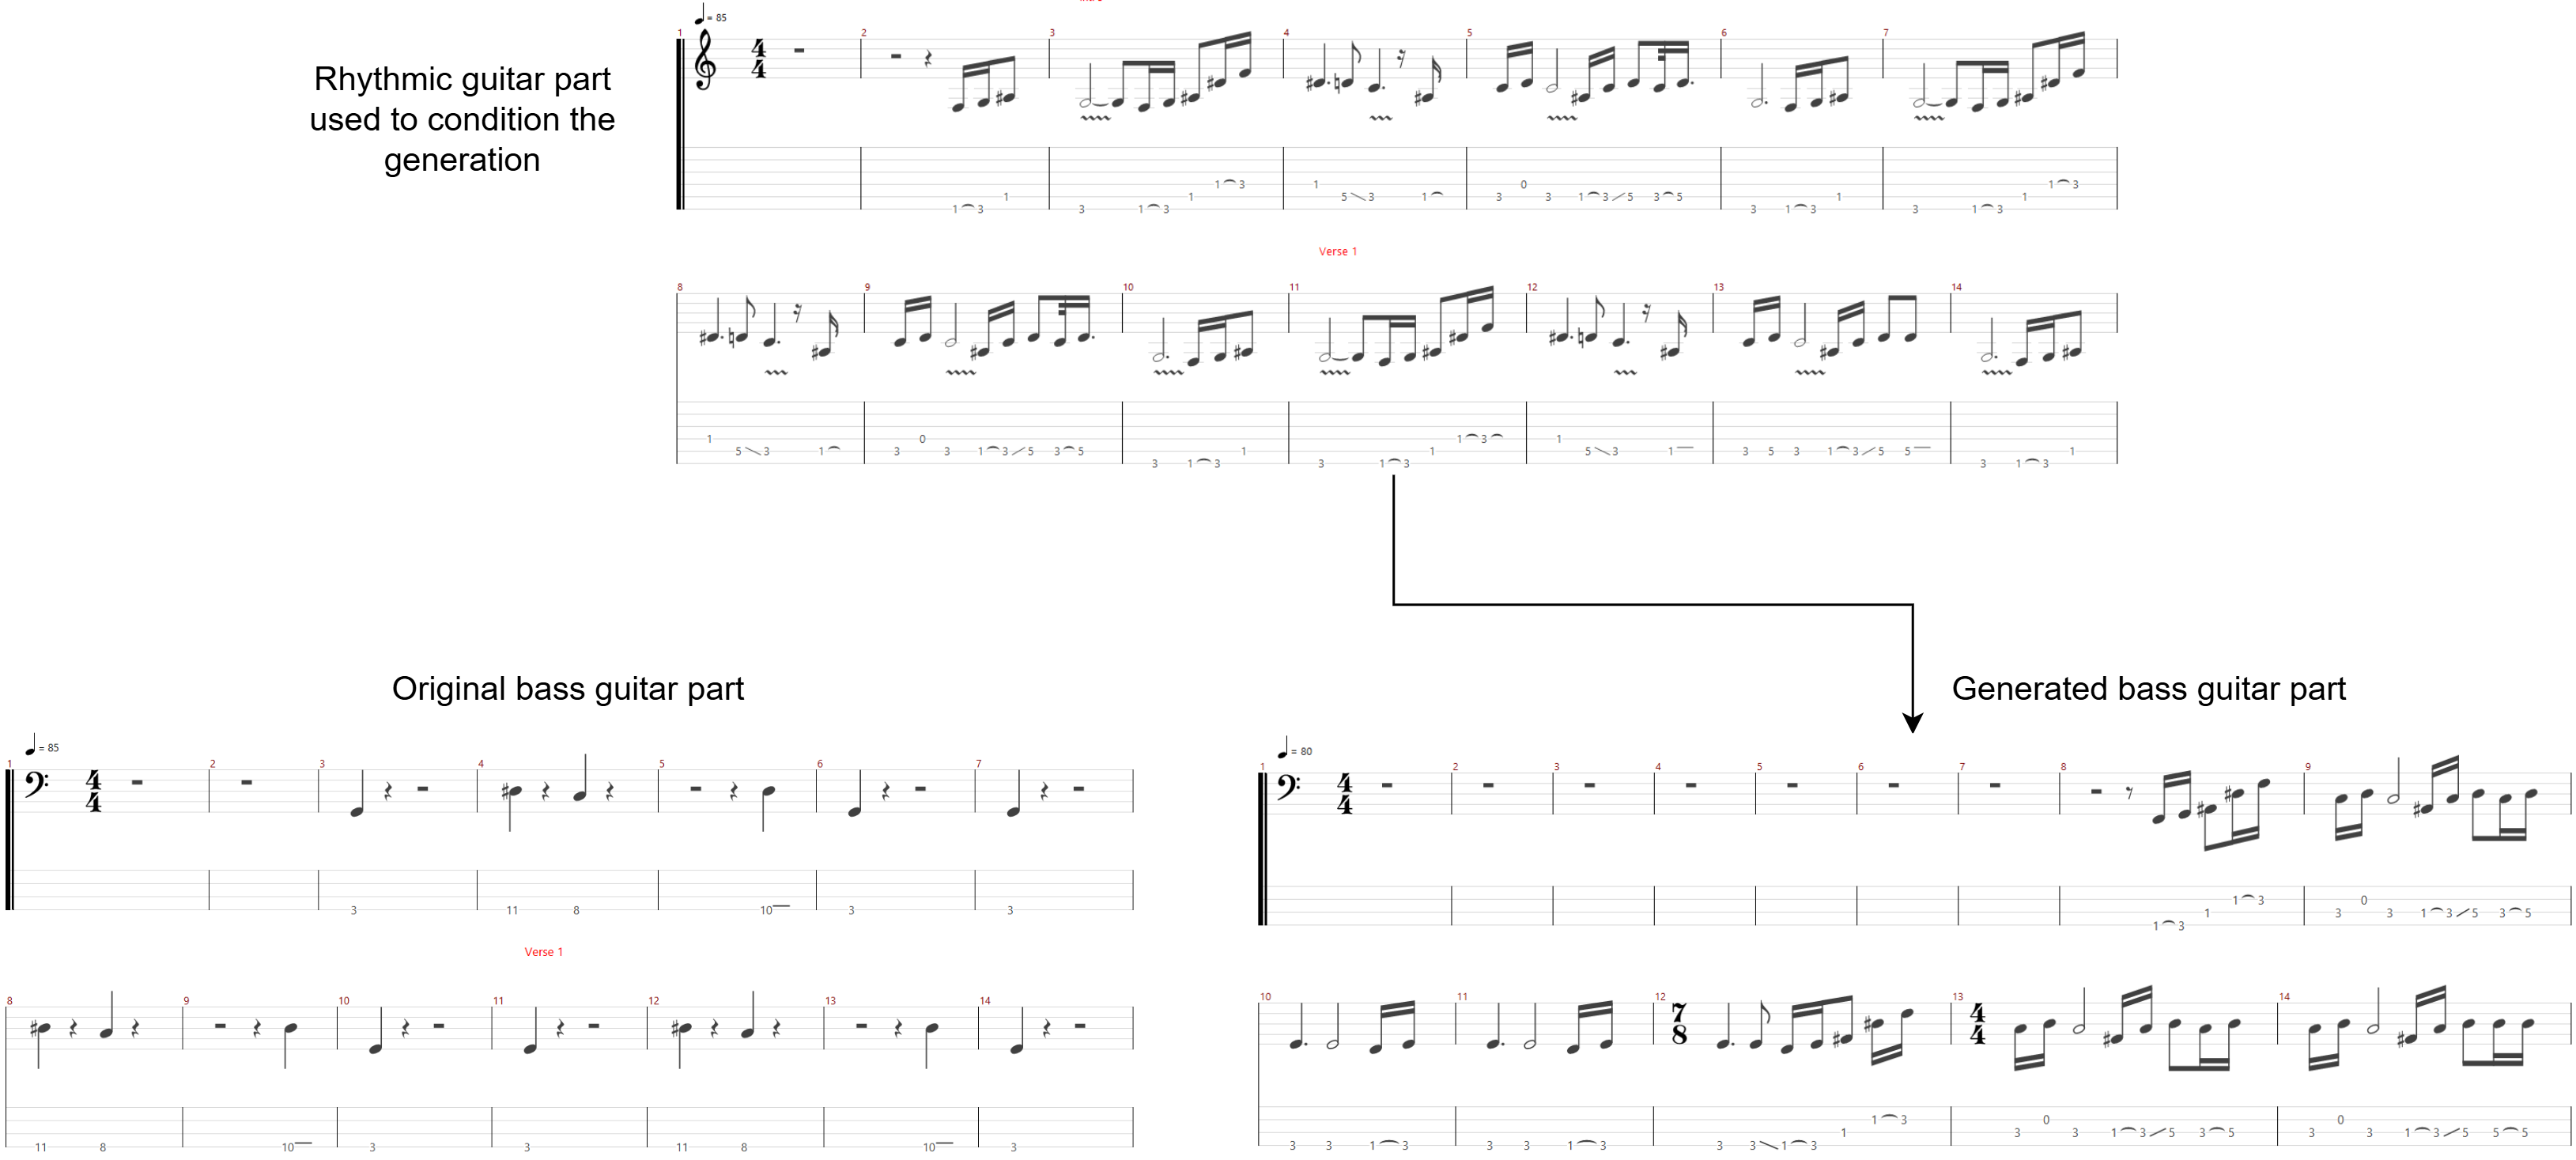 Rhythmic guitar part
used to condition the
generation
= 85
1 2 3 4 5 6 7
4
4
1 3 1 3 1 3 1 1 3 1 5 3 1 3 0 3 1 3 5 3 5 3 1 3 1 3 1 3 1 1 3
Verse 1
8 9 10 11 12 13 14
1 5 3 1 3 0 3 1 3 5 3 5 3 1 3 1 3 1 3 1 1 3 1 5 3 1 3 5 3 1 3 5 5 3 1 3 1
Original bass guitar part
= 85
1 2 3 4 5 6 7
4
4
3 11 8 10 3 3
Verse 1
8 9 10 11 12 13 14
11 8 10 3 3 11 8 10 3
Generated bass guitar part
= 80
1 2 3 4 5 6 7 8 9
4
4
1 3 1 1 3 3 0 3 1 3 5 3 5
10 11 12 13 14
7
8
4
4
3 3 1 3 3 3 1 3 3 3 1 3 1 1 3 3 0 3 1 3 5 3 5 3 0 3 1 3 5 5 5